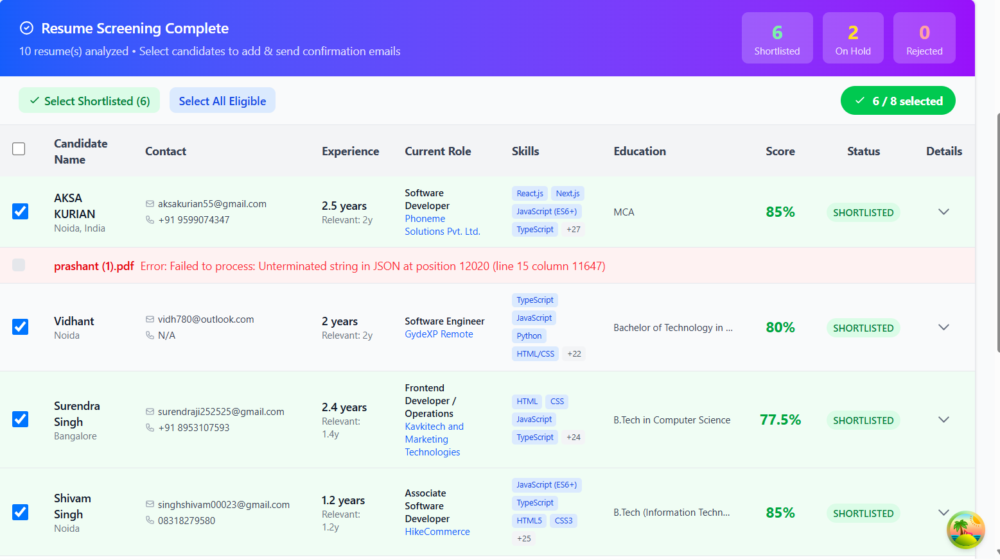 Resume Screening Complete
10 resume(s) analyzed • Select candidates to add & send confirmation emails
6
Shortlisted
2
On Hold
0
Rejected
Select Shortlisted (6)
Select All Eligible
6 / 8 selected
Candidate
Name
Contact
Experience
Current Role
Skills
Education
Score
Status
Details
AKSA
KURIAN
Noida, India
aksakurian55@gmail.com
+91 9599074347
2.5 years
Relevant: 2y
Software
Developer
Phoneme
Solutions Pvt. Ltd.
React.js Next.js
JavaScript (ES6+)
TypeScript +27
MCA
85%
SHORTLISTED
prashant (1).pdf Error: Failed to process: Unterminated string in JSON at position 12020 (line 15 column 11647)
Vidhant
Noida
vidh780@outlook.com
N/A
2 years
Relevant: 2y
Software Engineer
GydeXP Remote
TypeScript
JavaScript
Python
HTML/CSS +22
Bachelor of Technology in ...
80%
SHORTLISTED
Surendra
Singh
Bangalore
surendraji252525@gmail.com
+91 8953107593
2.4 years
Relevant:
1.4y
Frontend
Developer /
Operations
Kavkitech and
Marketing
Technologies
HTML CSS
JavaScript
TypeScript +24
B.Tech in Computer Science
77.5%
SHORTLISTED
Shivam
Singh
Noida
singhshivam00023@gmail.com
08318279580
1.2 years
Relevant:
1.2y
Associate
Software
Developer
HikeCommerce
JavaScript (ES6+)
TypeScript
HTML5 CSS3
+25
B.Tech (Information Techn...
85%
SHORTLISTED